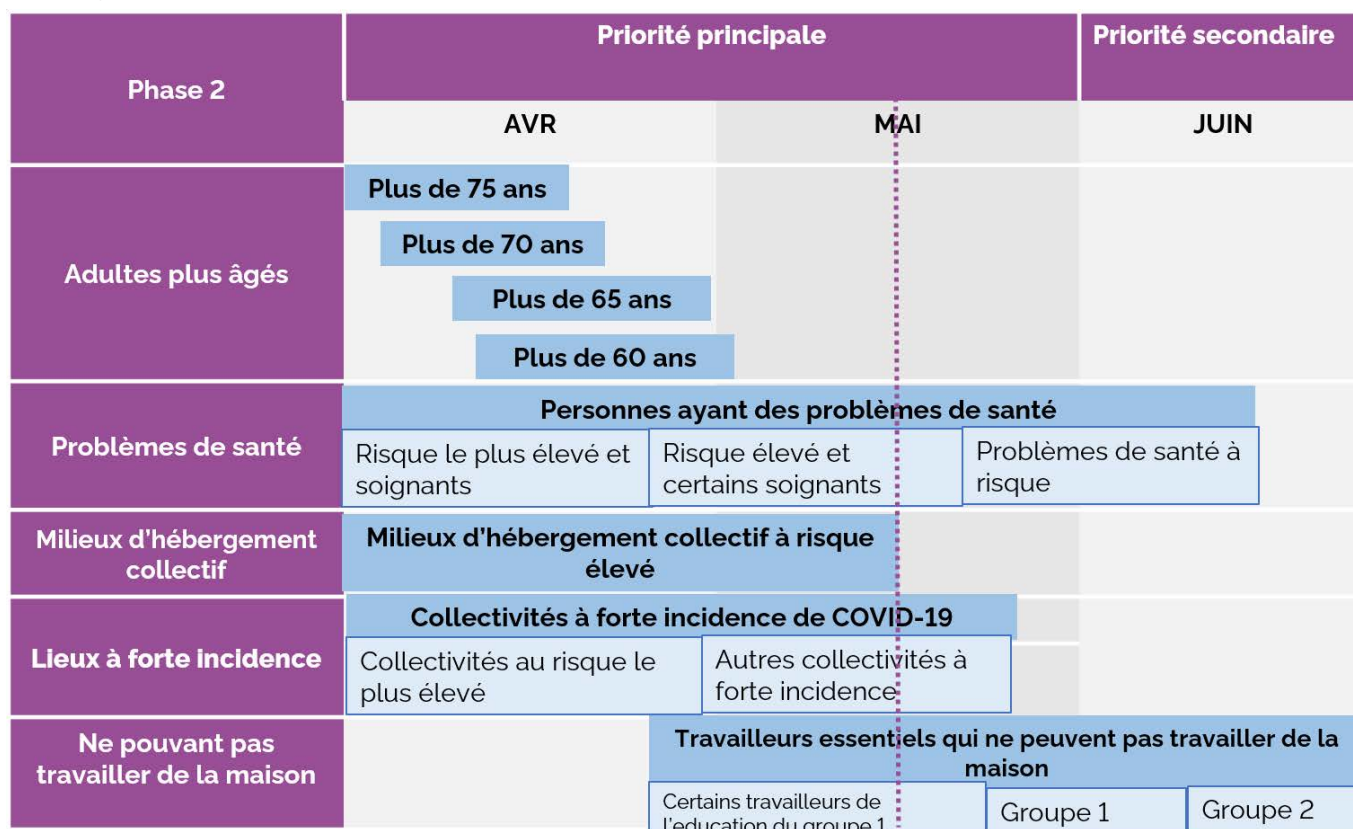 Phase 2
Priorité principale
Priorité secondaire
AVR
MAI
JUIN
Adultes plus âgés
Plus de 75 ans
Plus de 70 ans
Plus de 65 ans
Plus de 60 ans
Problèmes de santé
Personnes ayant des problèmes de santé
Risque le plus élevé et
soignants
Risque élevé et
certains soignants
Problèmes de santé à
risque
Milieux d’hébergement
collectif
Milieux d’hébergement collectif à risque
élevé
Lieux à forte incidence
Collectivités à forte incidence de COVID-19
Collectivités au risque le
plus élevé
Autres collectivités à
forte incidence
Ne pouvant pas
travailler de la maison
Travailleurs essentiels qui ne peuvent pas travailler de la
maison
Certains travailleurs de
l’education du groupe 1
Groupe 1
Groupe 2